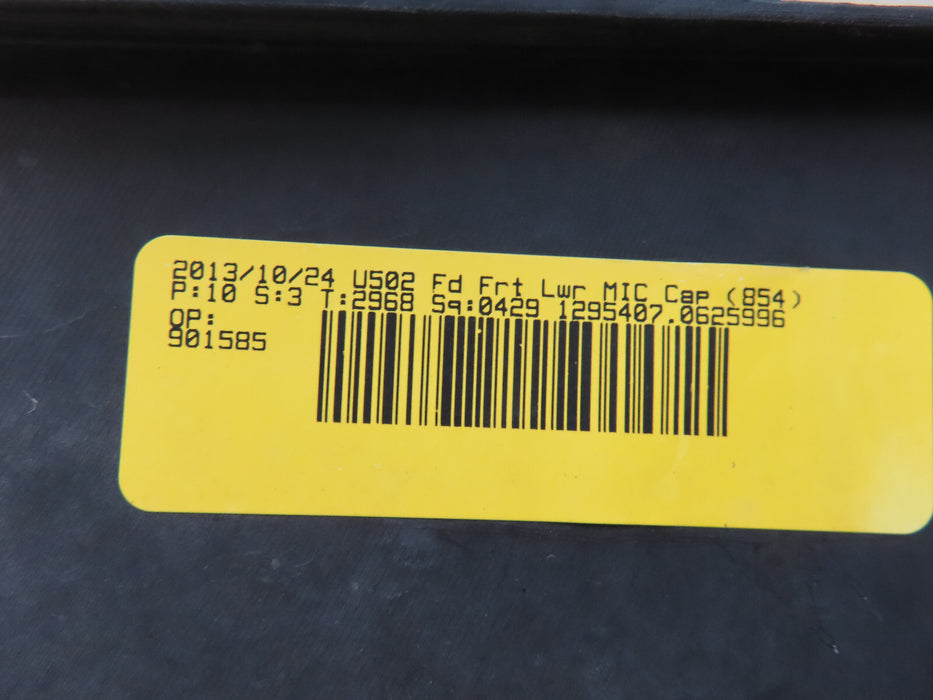 2013/10/24 U502 Fd Frt Lwr MIC Cap (854)
P:10 S:3 T:2968 Sq:0429 1295407.0625996
OP:
901585